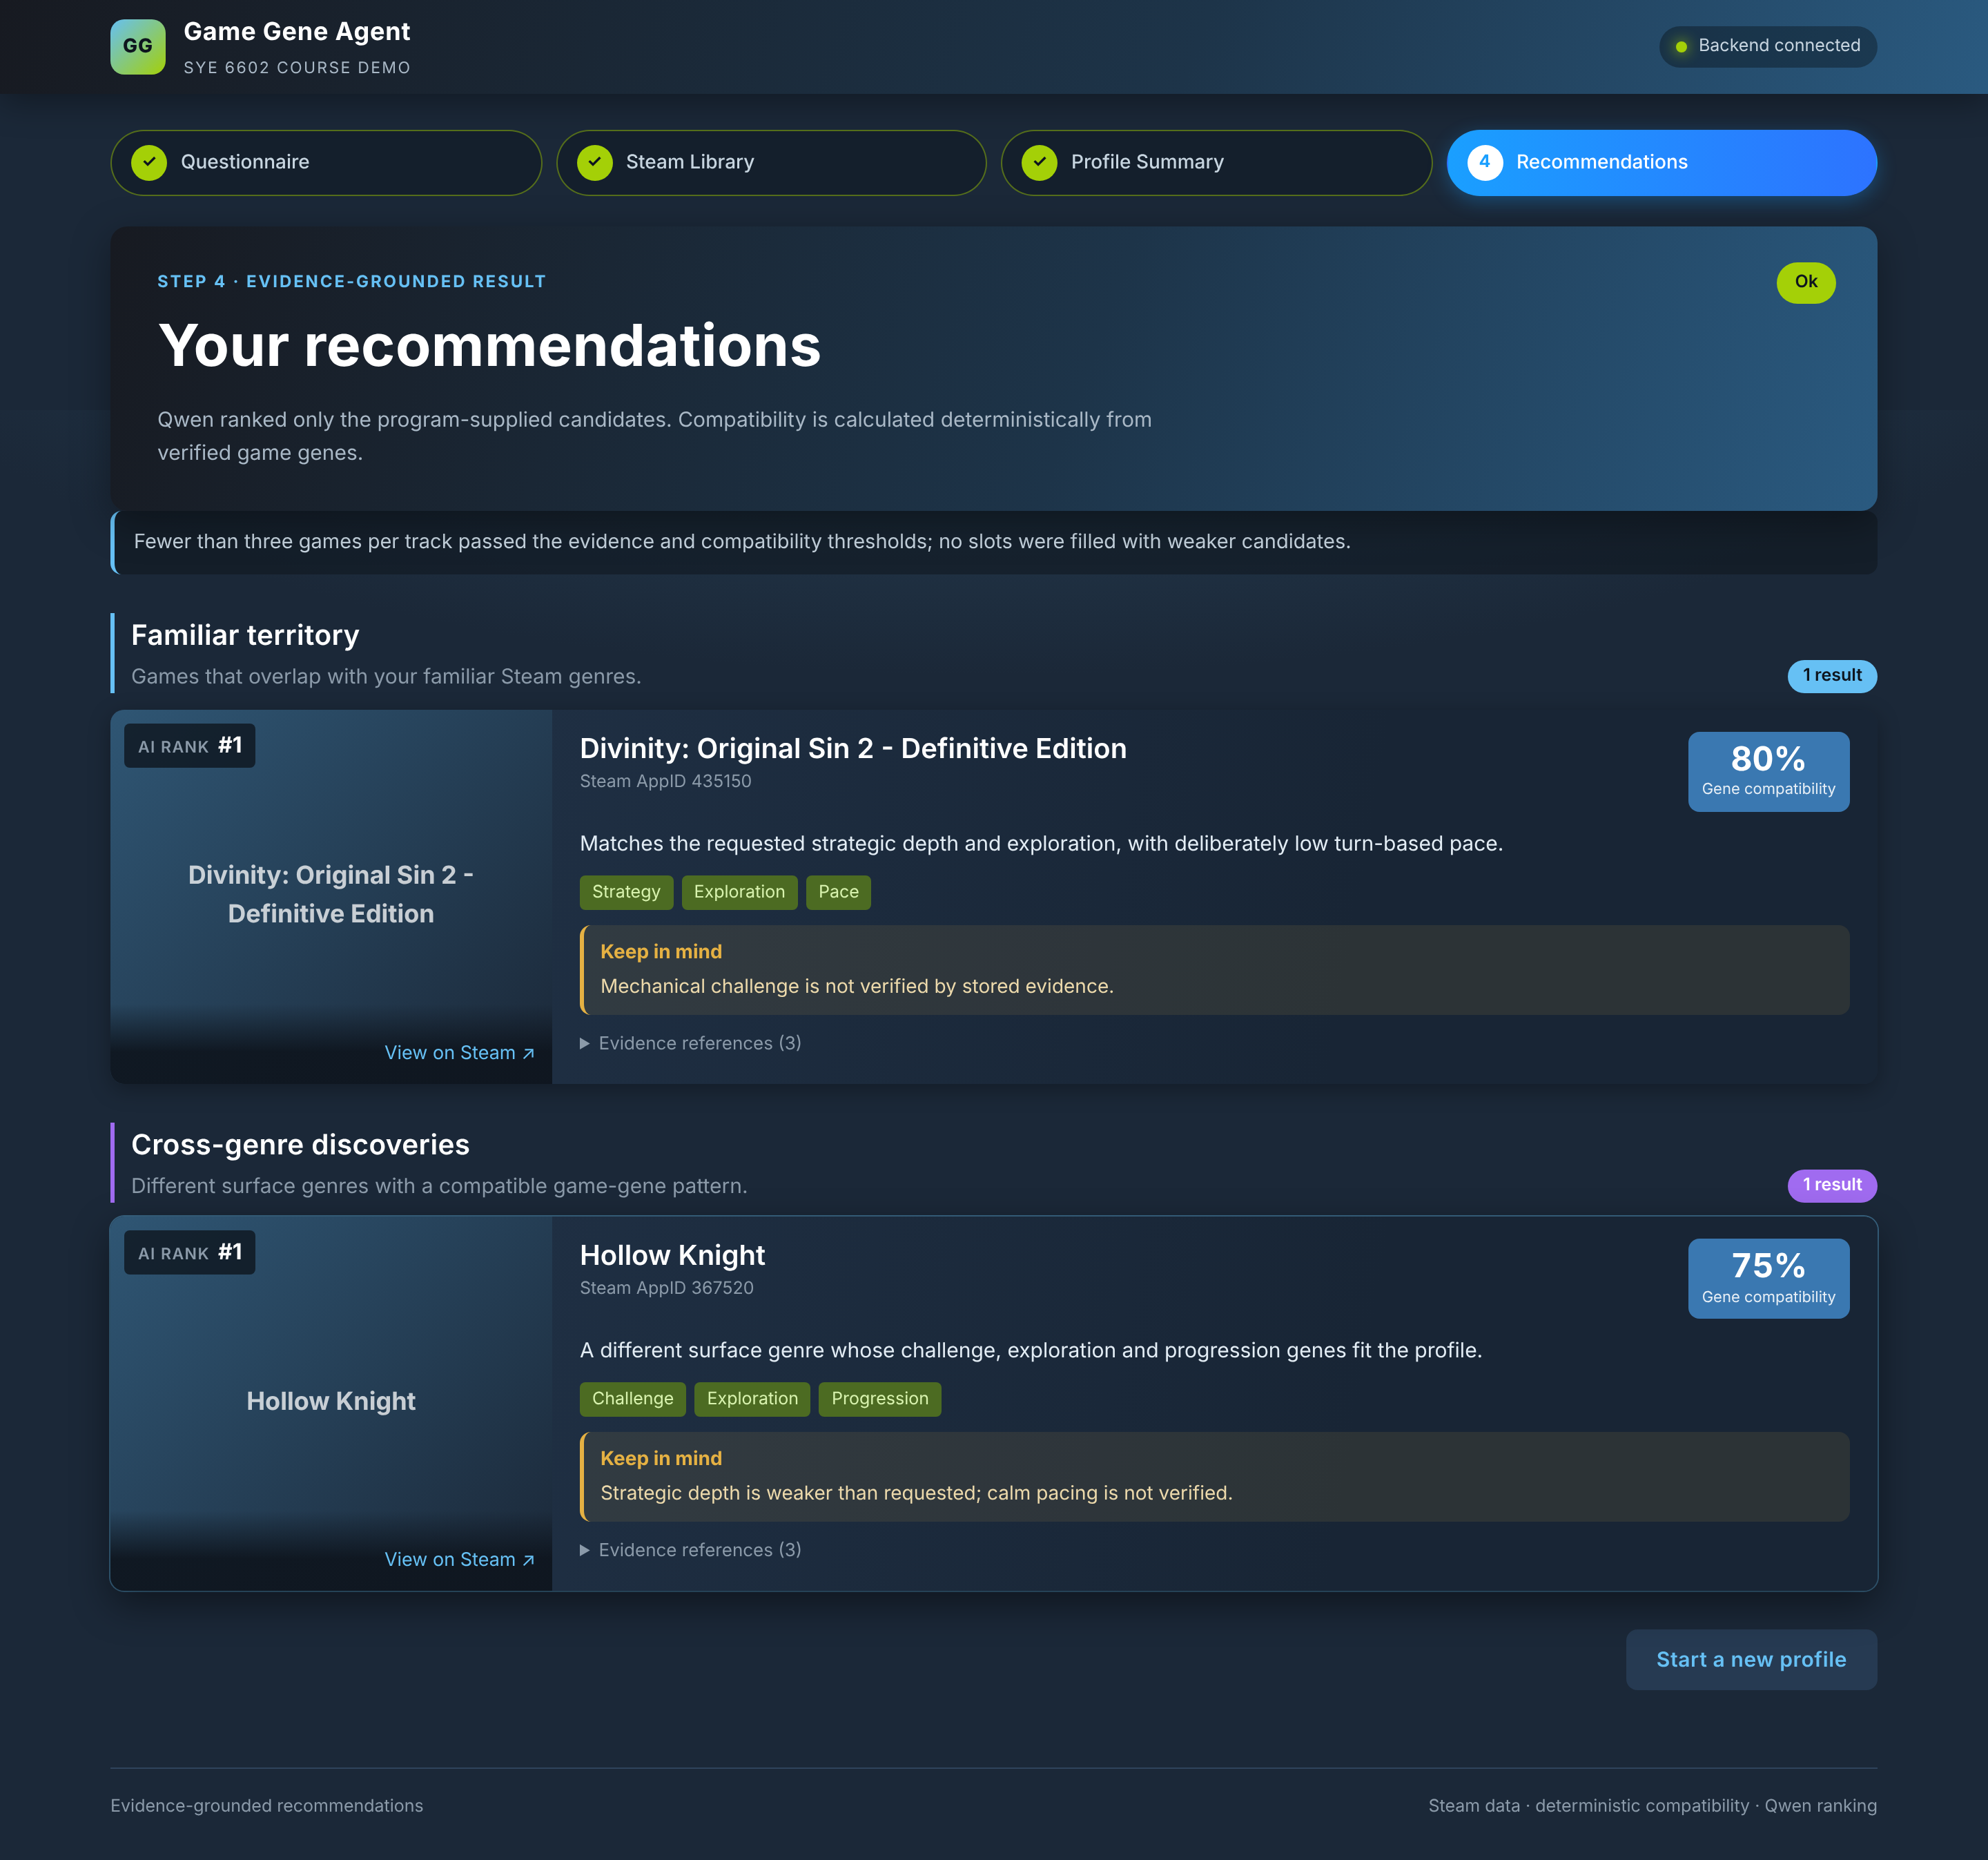 GG
Game Gene Agent
SYE 6602 COURSE DEMO
Backend connected
✓ Questionnaire
✓ Steam Library
✓ Profile Summary
4 Recommendations
STEP 4 · EVIDENCE-GROUNDED RESULT
Ok
Your recommendations
Qwen ranked only the program-supplied candidates. Compatibility is calculated deterministically from
verified game genes.
Fewer than three games per track passed the evidence and compatibility thresholds; no slots were filled with weaker candidates.
Familiar territory
Games that overlap with your familiar Steam genres.
1 result
AI RANK #1
Divinity: Original Sin 2 -
Definitive Edition
View on Steam ↗
Divinity: Original Sin 2 - Definitive Edition
Steam AppID 435150
80%
Gene compatibility
Matches the requested strategic depth and exploration, with deliberately low turn-based pace.
Strategy Exploration Pace
Keep in mind
Mechanical challenge is not verified by stored evidence.
▶ Evidence references (3)
Cross-genre discoveries
Different surface genres with a compatible game-gene pattern.
1 result
AI RANK #1
Hollow Knight
View on Steam ↗
Hollow Knight
Steam AppID 367520
75%
Gene compatibility
A different surface genre whose challenge, exploration and progression genes fit the profile.
Challenge Exploration Progression
Keep in mind
Strategic depth is weaker than requested; calm pacing is not verified.
▶ Evidence references (3)
Start a new profile
Evidence-grounded recommendations
Steam data · deterministic compatibility · Qwen ranking